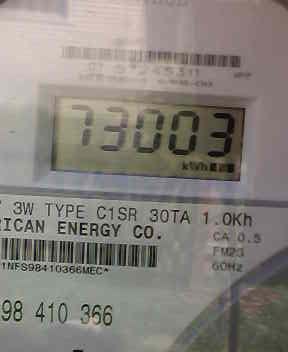 73003
kWh
3W TYPE C1SR 30TA 1.0Kh
RICAN ENERGY CO.
CA 0.5
FM2S
60Hz
1NFS98410366MEC*
98 410 366